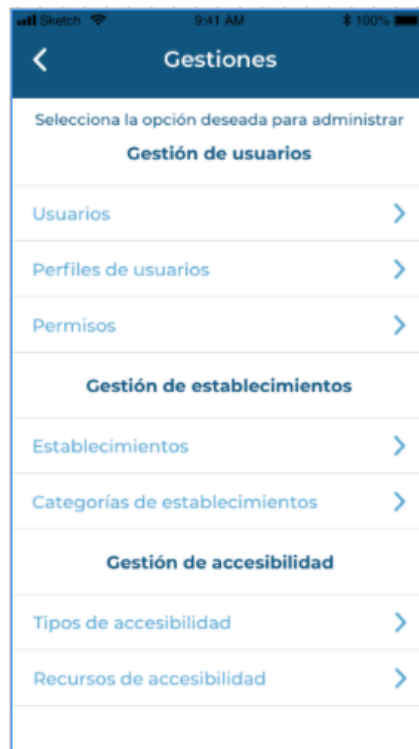 Sketch 9:41 AM 100%
Gestiones
Selecciona la opción deseada para administrar
Gestión de usuarios
Usuarios
Perfiles de usuarios
Permisos
Gestión de establecimientos
Establecimientos
Categorías de establecimientos
Gestión de accesibilidad
Tipos de accesibilidad
Recursos de accesibilidad